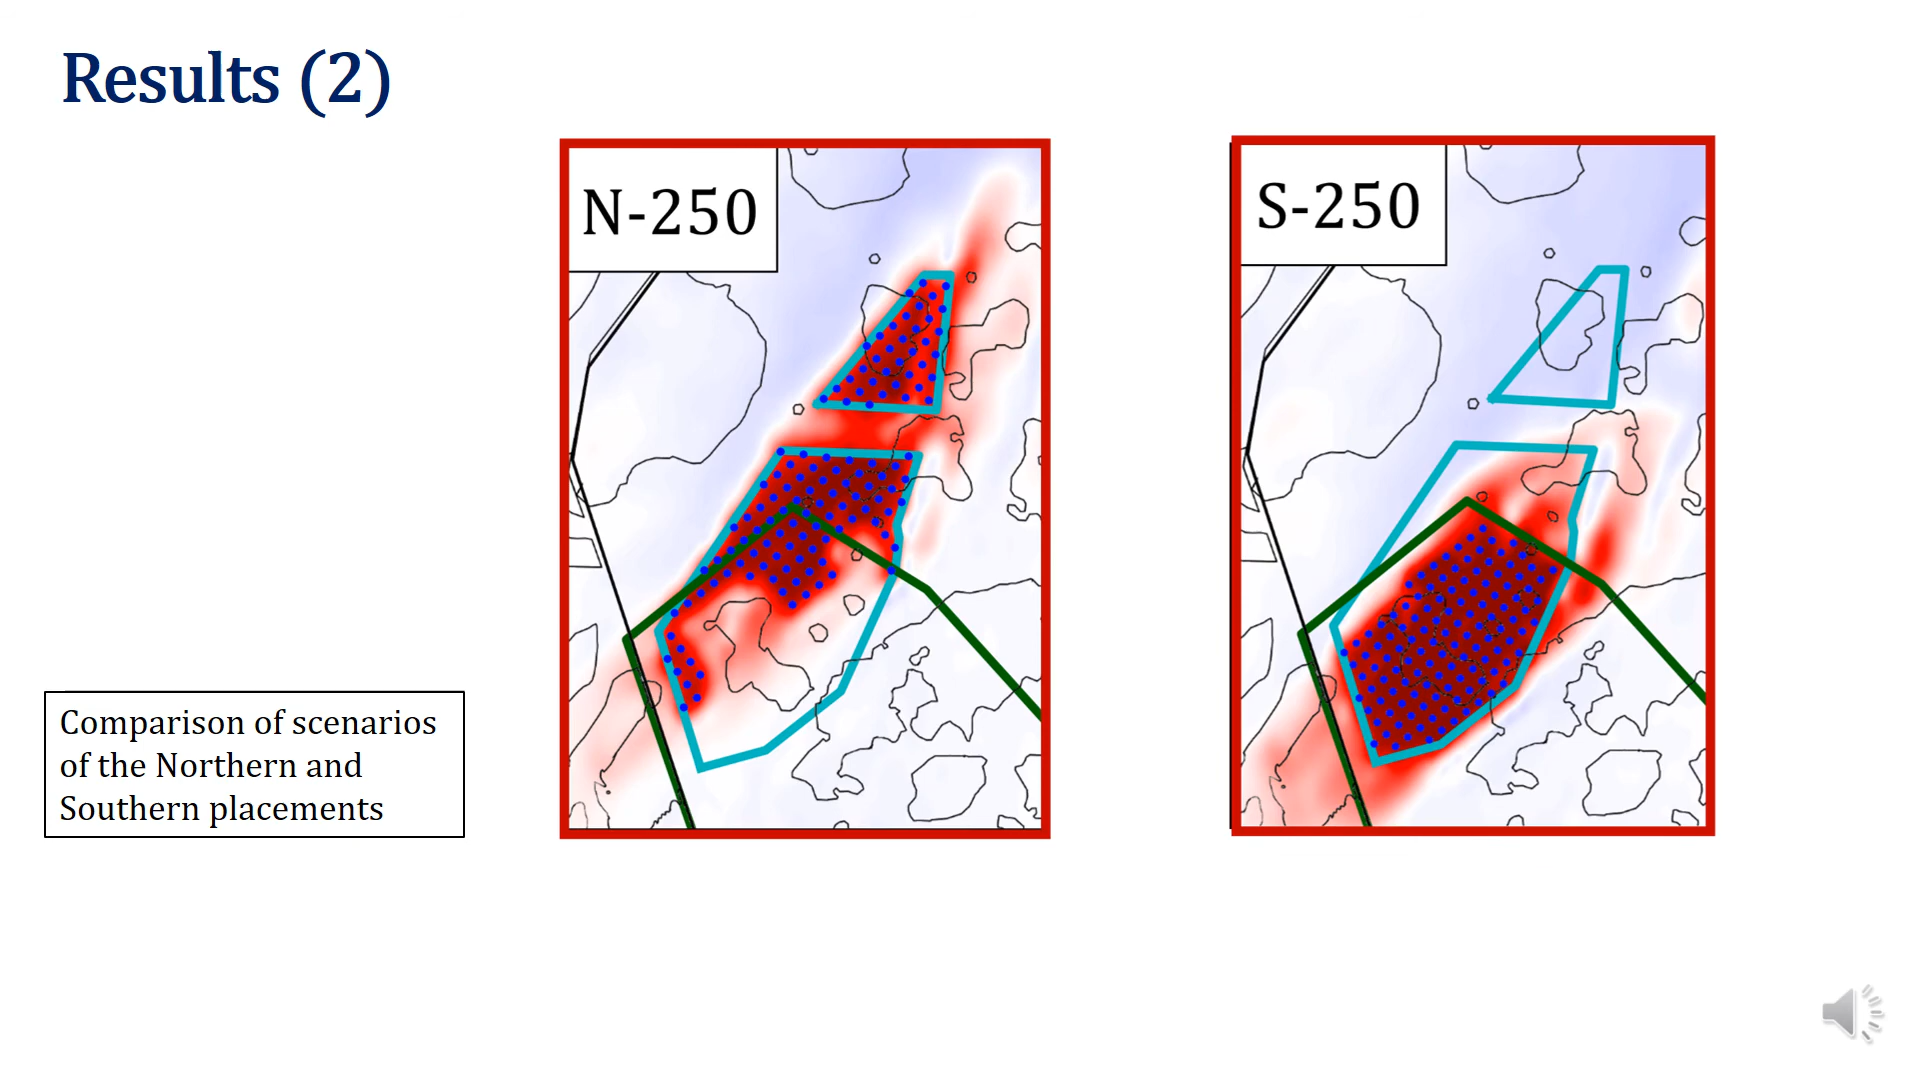 Results (2)
N-250
S-250
Comparison of scenarios
of the Northern and
Southern placements